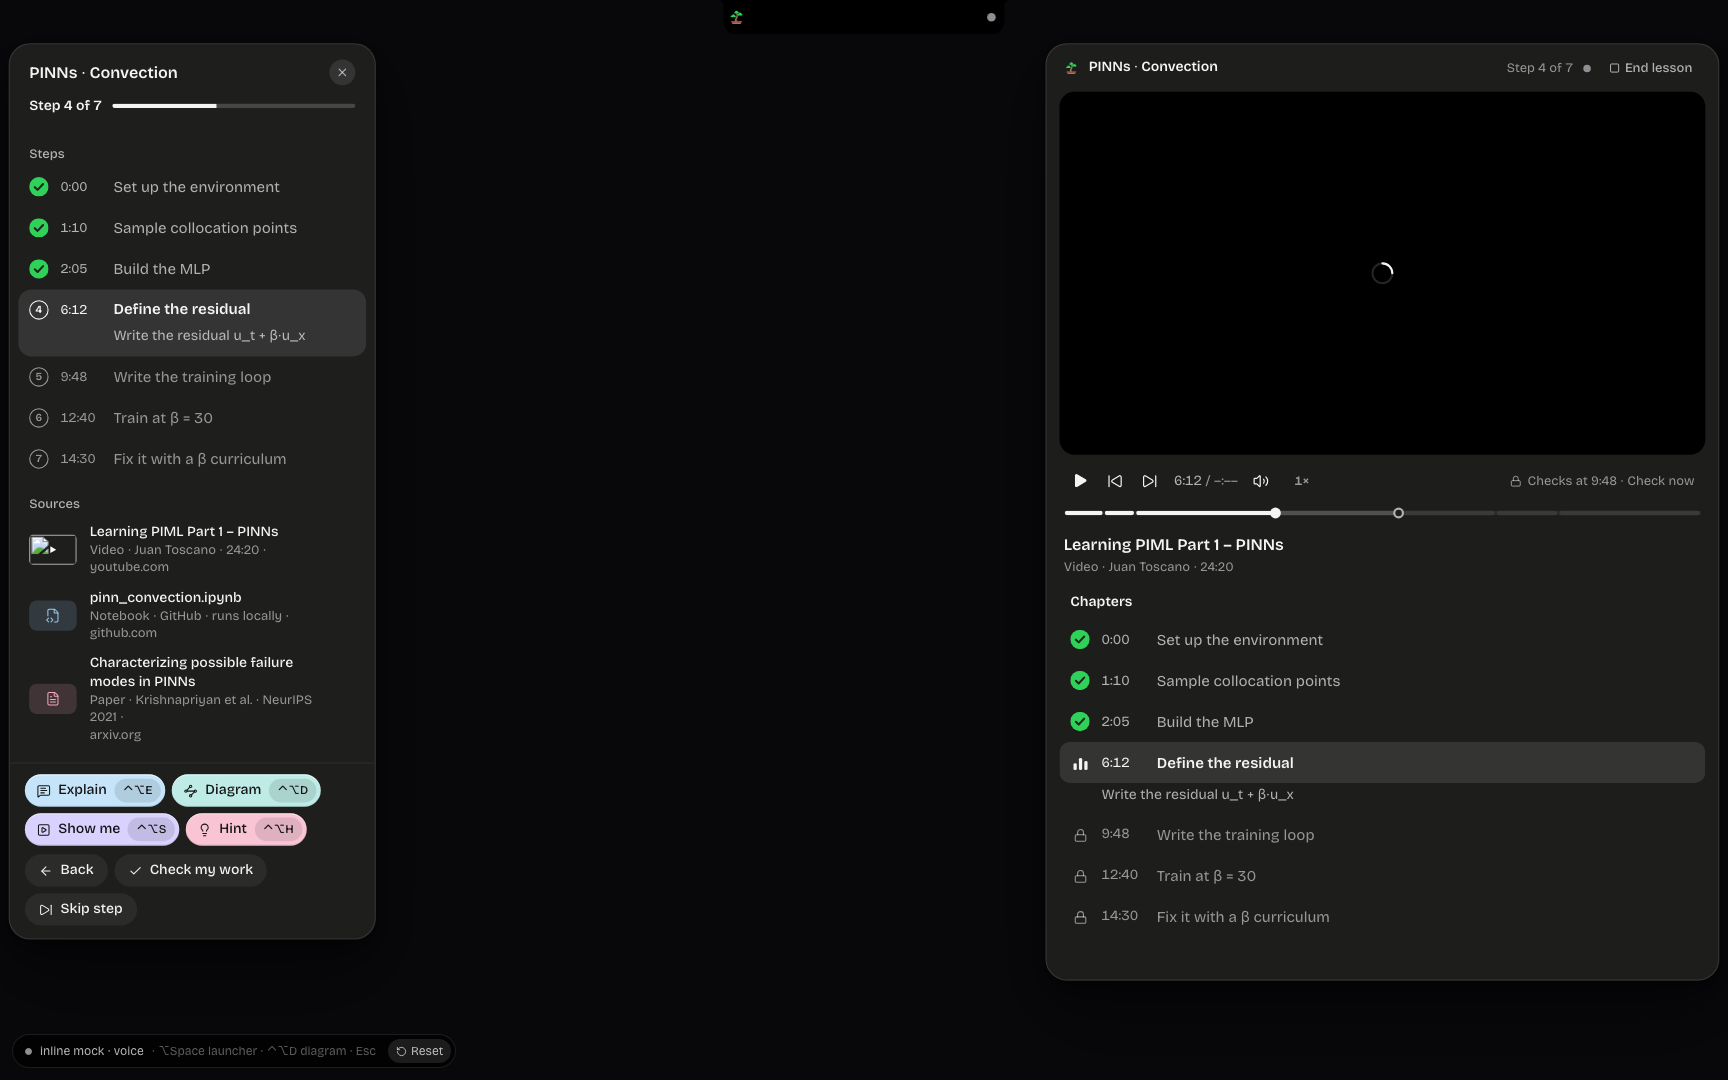 PINNs · Convection
Step 4 of 7
Steps
0:00 Set up the environment
1:10 Sample collocation points
2:05 Build the MLP
4 6:12 Define the residual
Write the residual u_t + β·u_x
5 9:48 Write the training loop
6 12:40 Train at β = 30
7 14:30 Fix it with a β curriculum
Sources
Learning PIML Part 1 – PINNs
Video · Juan Toscano · 24:20 ·
youtube.com
pinn_convection.ipynb
Notebook · GitHub · runs locally ·
github.com
Characterizing possible failure
modes in PINNs
Paper · Krishnapriyan et al. · NeurIPS
2021 ·
arxiv.org
Explain ⌃⌥E Diagram ⌃⌥D
Show me ⌃⌥S Hint ⌃⌥H
Back Check my work
Skip step
inline mock · voice · ⌥Space launcher · ⌃⌥D diagram · Esc Reset
PINNs · Convection Step 4 of 7 End lesson
6:12 / –:–– 1× Checks at 9:48 · Check now
Learning PIML Part 1 – PINNs
Video · Juan Toscano · 24:20
Chapters
0:00 Set up the environment
1:10 Sample collocation points
2:05 Build the MLP
6:12 Define the residual
Write the residual u_t + β·u_x
9:48 Write the training loop
12:40 Train at β = 30
14:30 Fix it with a β curriculum